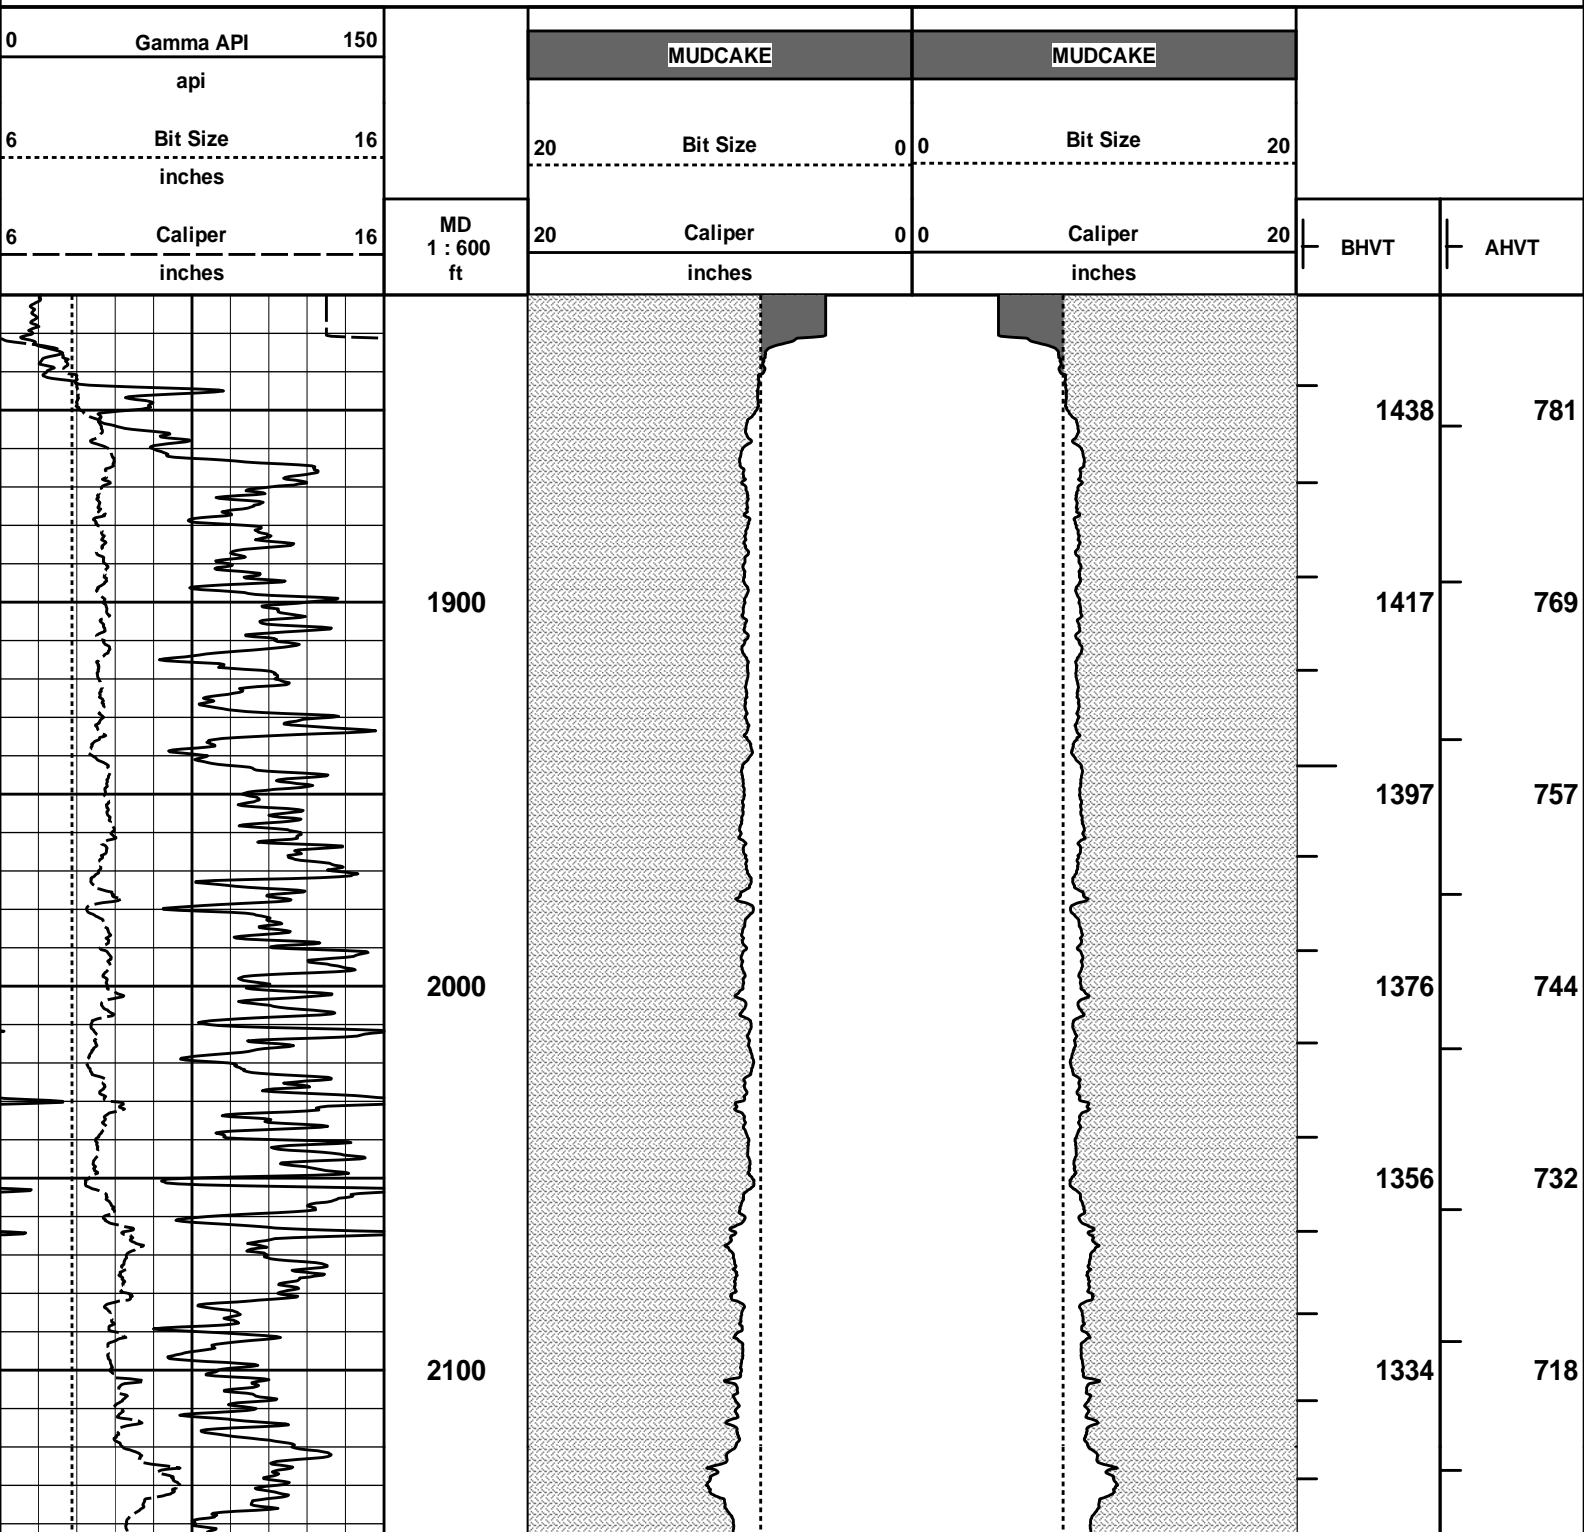 0 Gamma API 150
api
6 Bit Size 16
inches
6 Caliper 16
inches
MD
1 : 600
ft
MUDCAKE
20 Bit Size 0
20 Caliper 0
inches
MUDCAKE
0 Bit Size 20
0 Caliper 20
inches
BHVT
AHVT
1438 781
1900 1417 769
1397 757
2000 1376 744
1356 732
2100 1334 718